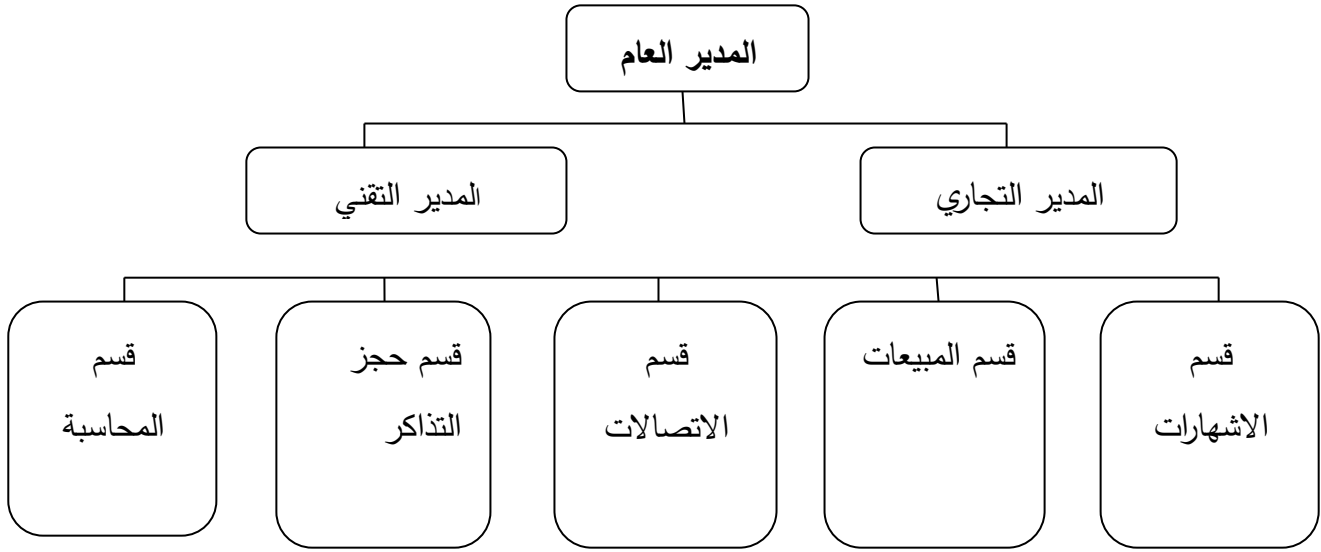 المدير العام
المدير التجاري
المدير التقني
قسم
الاشهارات
قسم المبيعات
قسم
الاتصالات
قسم حجز
التذاكر
قسم
المحاسبة